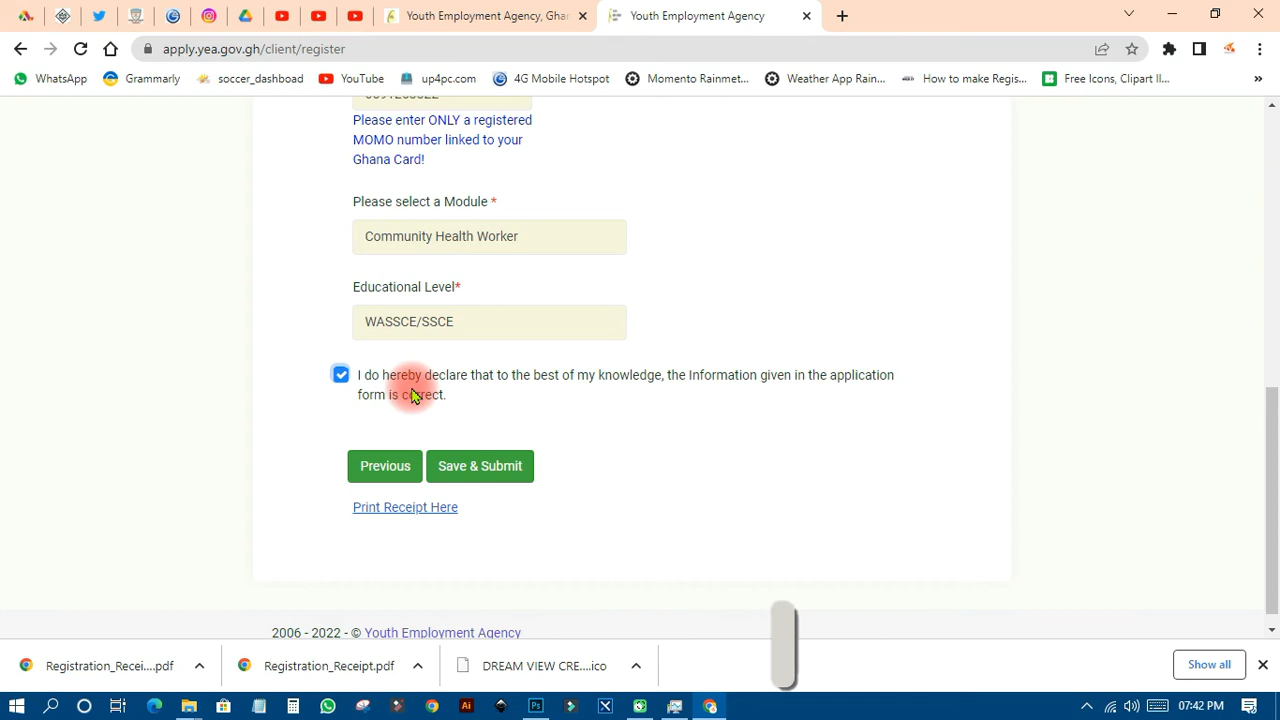 Youth Employment Agency, Ghan
Youth Employment Agency
apply.yea.gov.gh/client/register
WhatsApp
Grammarly
soccer_dashboad
YouTube
up4pc.com
4G Mobile Hotspot
Momento Rainmet...
Weather App Rain...
How to make Regis...
Free Icons, Clipart Il...
Please enter ONLY a registered
MOMO number linked to your
Ghana Card!
Please select a Module *
Community Health Worker
Educational Level*
WASSCE/SSCE
I do hereby declare that to the best of my knowledge, the Information given in the application
form is correct.
Previous
Save & Submit
Print Receipt Here
2006 - 2022 - © Youth Employment Agency
Registration_Recei....pdf
Registration_Receipt.pdf
DREAM VIEW CRE....ico
Show all
07:42 PM